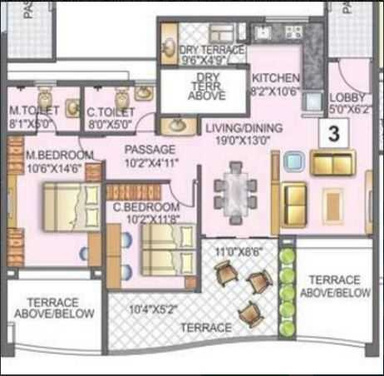 PAS
PAS
DRY TERRACE
9'6"X4'9"
DRY
TERR.
ABOVE
KITCHEN
8'2"X10'6"
LOBBY
5'0"X6'2"
M.TOILET
8'1"X5'0"
C.TOILET
8'0"X5'0"
LIVING/DINING
19'0"X13'0"
3
M.BEDROOM
10'6"X14'6"
PASSAGE
10'2"X4'11"
C.BEDROOM
10'2"X11'8"
11'0"X8'6"
TERRACE
ABOVE/BELOW
TERRACE
ABOVE/BELOW
10'4"X5'2"
TERRACE